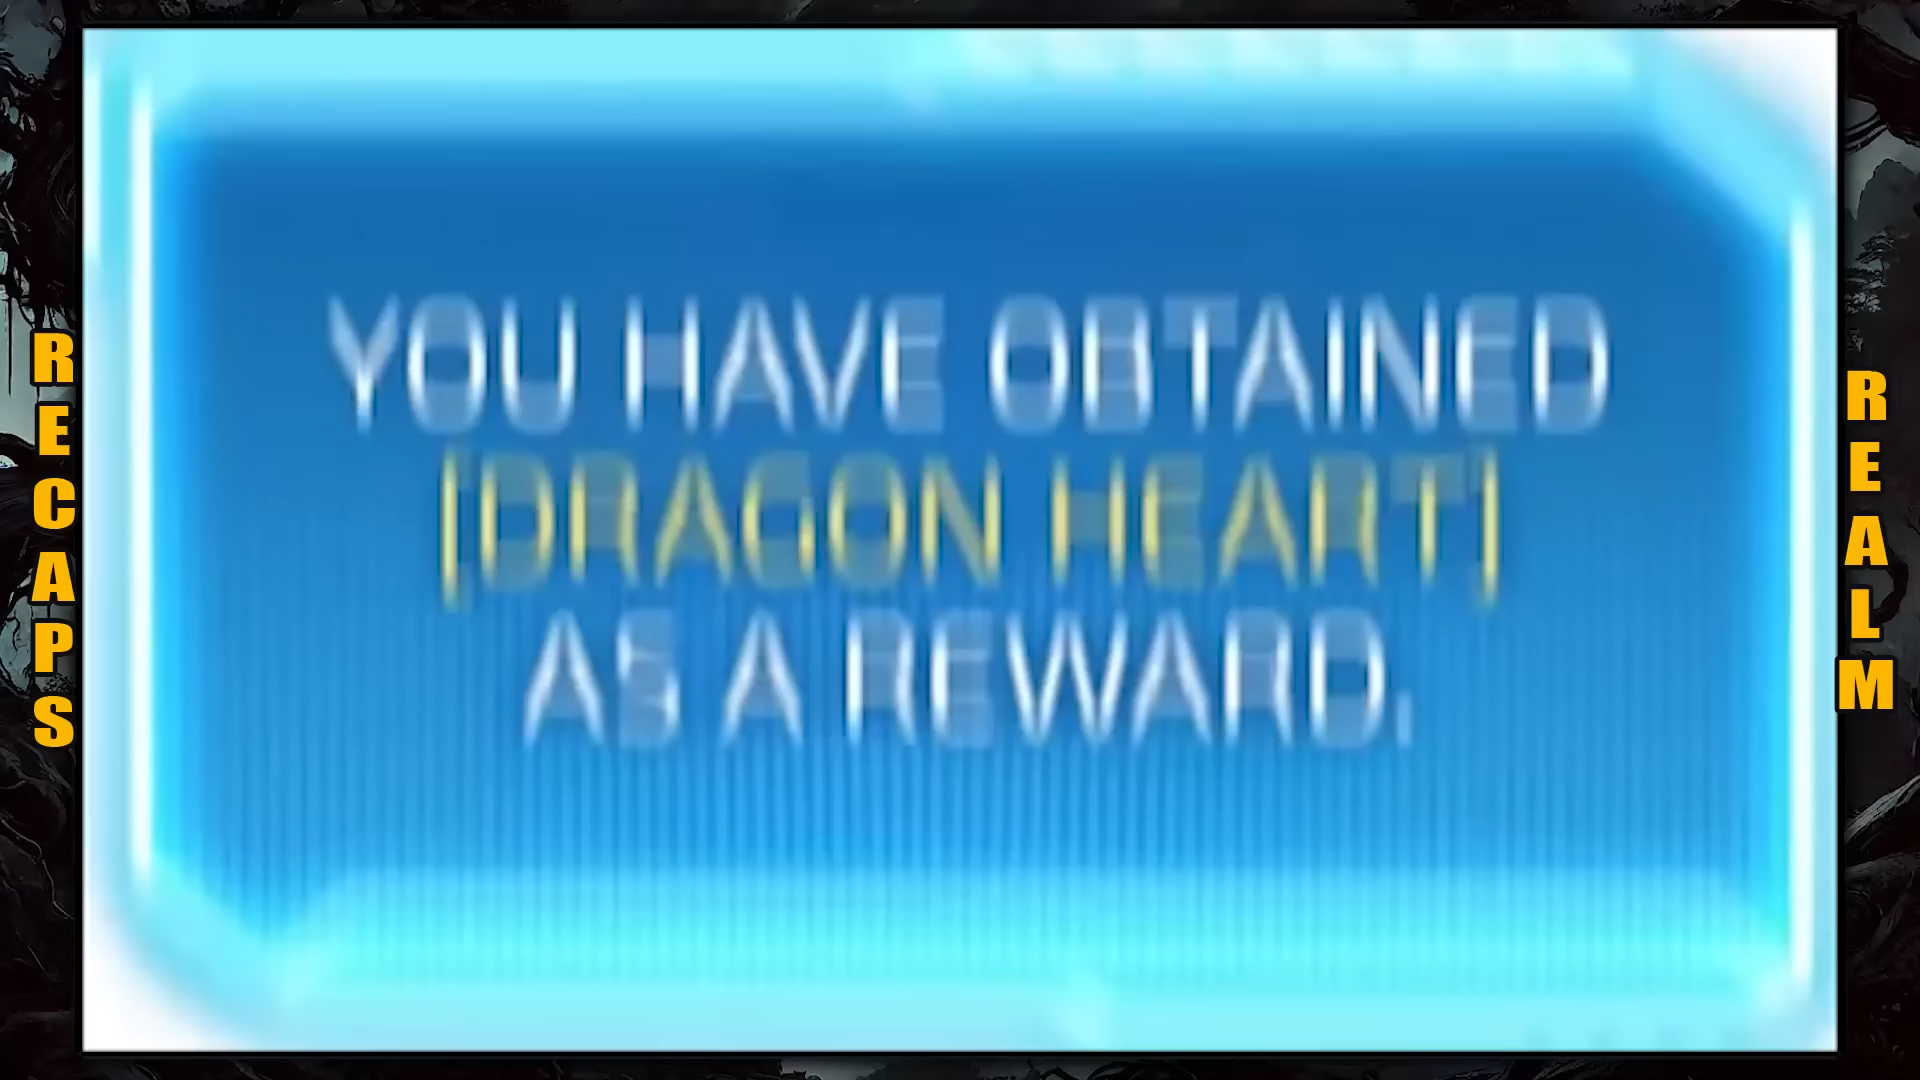 RECAPS
YOU HAVE OBTAINED
[DRAGON HEART]
AS A REWARD.
REALM